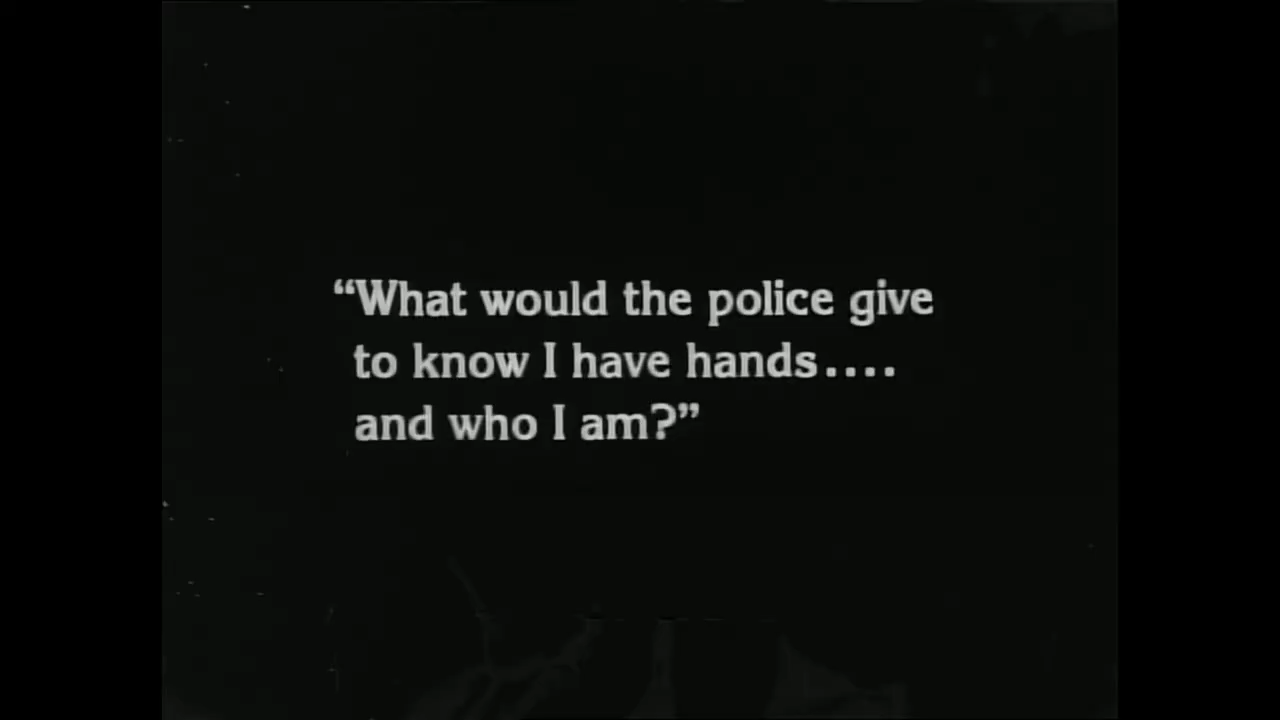 “What would the police give
to know I have hands....
and who I am?”